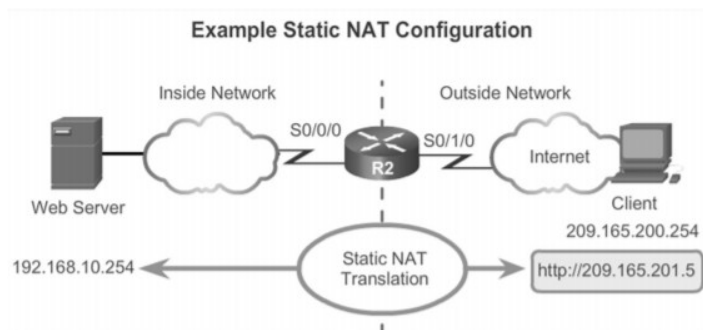 Example Static NAT Configuration
Inside Network
Outside Network
S0/0/0
S0/1/0
R2
Internet
Web Server
Client
209.165.200.254
192.168.10.254
Static NAT
Translation
http://209.165.201.5